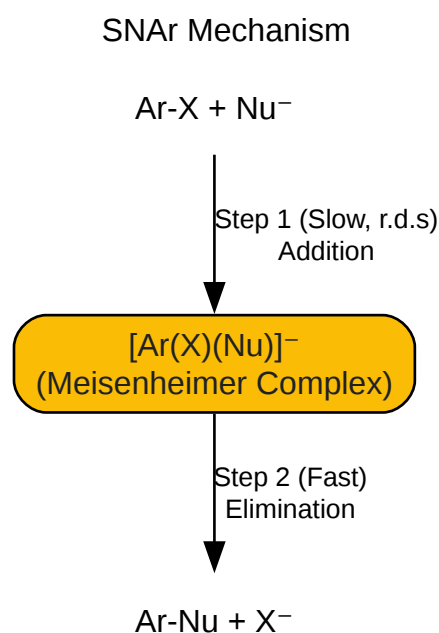 SNAr Mechanism
Ar-X + Nu⁻
Step 1 (Slow, r.d.s)
Addition
[Ar(X)(Nu)]⁻
(Meisenheimer Complex)
Step 2 (Fast)
Elimination
Ar-Nu + X⁻